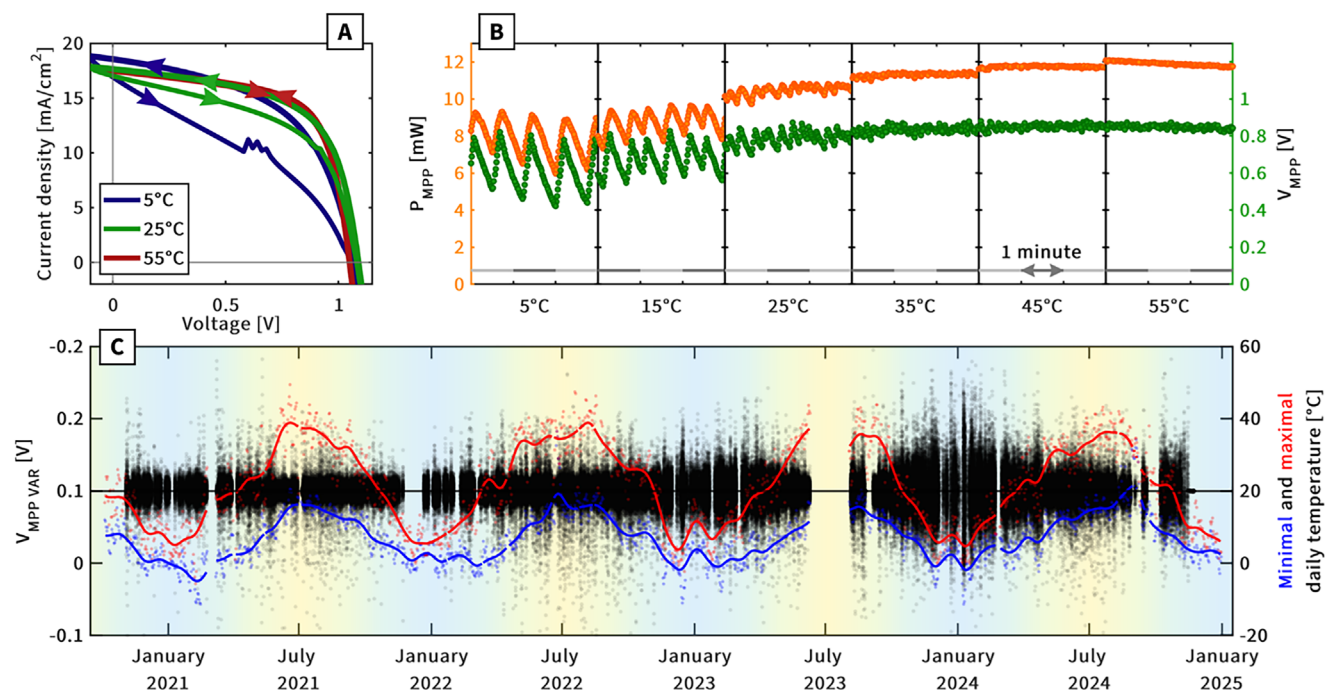 A
Current density [mA/cm²]
20
15
10
5
0
5°C
25°C
55°C
0
0.5
1
Voltage [V]
B
P MPP [mW]
12
10
8
6
4
2
0
1 minute
5°C
15°C
25°C
35°C
45°C
55°C
1
0.8
0.6
0.4
0.2
0
V MPP [V]
C
V MPP VAR [V]
-0.2
0.2
0.1
0
-0.1
60
40
20
0
-20
Minimal and maximal
daily temperature [°C]
January
2021
July
2021
January
2022
July
2022
January
2023
July
2023
January
2024
July
2024
January
2025